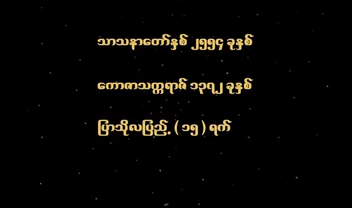 သာသနာတော်နှစ် ၂၅၅၄ ခုနှစ်
ကောဇာသက္ကရာဇ် ၁၃၇၂ ခုနှစ်
ပြာသိုလပြည့် ( ၁၅ ) ရက်